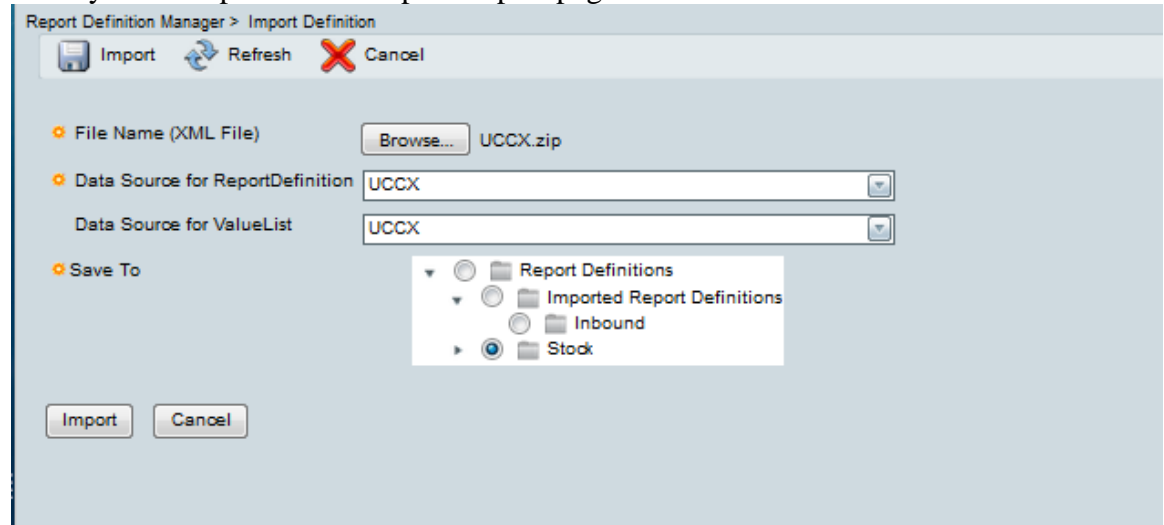 Report Definition Manager > Import Definition
Import Refresh Cancel
File Name (XML File) Browse... UCCX.zip
Data Source for ReportDefinition UCCX
Data Source for ValueList UCCX
Save To
Report Definitions
Imported Report Definitions
Inbound
Stock
Import Cancel